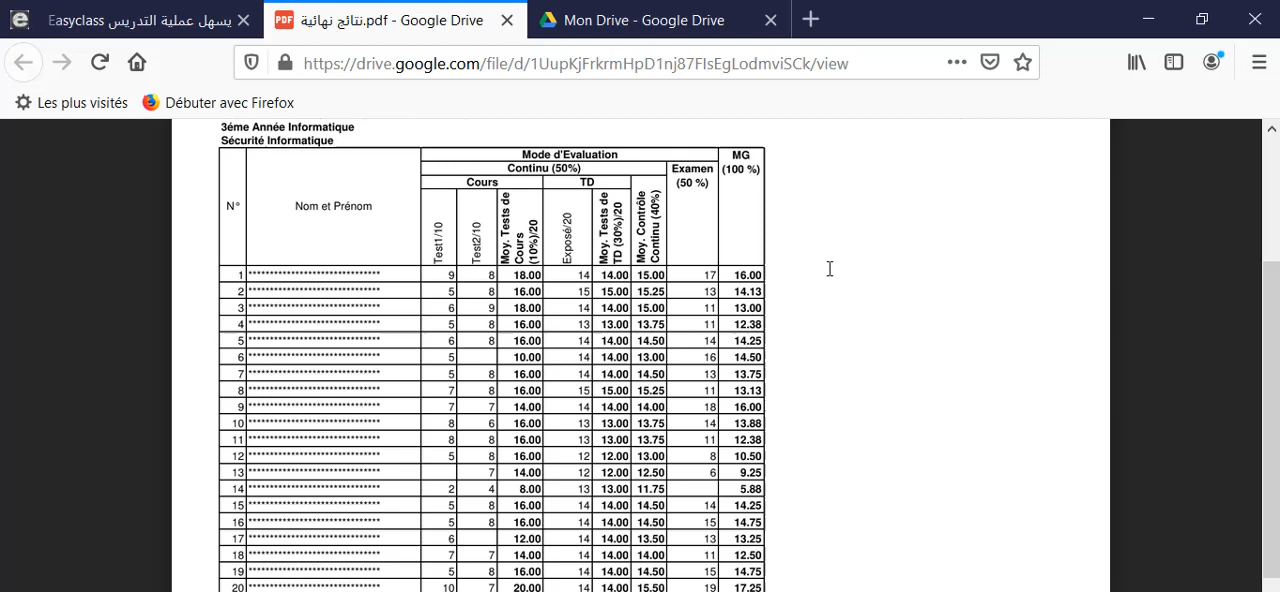 Easyclass يسهل عملية التدريس
نتائج نهائية.pdf - Google Drive
Mon Drive - Google Drive
https://drive.google.com/file/d/1UupKjFrkrmHpD1nj87FIsEgLodmviSCk/view
Les plus visités Débuter avec Firefox
3éme Année Informatique
Sécurité Informatique
N° Nom et Prénom Mode d'Evaluation MG (100 %)
Continu (50%) Examen (50 %)
Cours TD
Test1/10 Test2/10 Moy. Tests de Cours (10%)/20 Exposé/20 Moy. Tests de TD (30%)/20 Moy. Contrôle Continu (40%)
1 ******************************* 9 8 18.00 14 14.00 15.00 17 16.00
2 ******************************* 5 8 16.00 15 15.00 15.25 13 14.13
3 ******************************* 6 9 18.00 14 14.00 15.00 11 13.00
4 ******************************* 5 8 16.00 13 13.00 13.75 11 12.38
5 ******************************* 6 8 16.00 14 14.00 14.50 14 14.25
6 ******************************* 5 10.00 14 14.00 13.00 16 14.50
7 ******************************* 5 8 16.00 14 14.00 14.50 13 13.75
8 ******************************* 7 8 16.00 15 15.00 15.25 11 13.13
9 ******************************* 7 7 14.00 14 14.00 14.00 18 16.00
10 ******************************* 8 6 16.00 13 13.00 13.75 14 13.88
11 ******************************* 8 8 16.00 13 13.00 13.75 11 12.38
12 ******************************* 5 8 16.00 12 12.00 13.00 8 10.50
13 ******************************* 7 14.00 12 12.00 12.50 6 9.25
14 ******************************* 2 4 8.00 13 13.00 11.75 5.88
15 ******************************* 5 8 16.00 14 14.00 14.50 14 14.25
16 ******************************* 5 8 16.00 14 14.00 14.50 15 14.75
17 ******************************* 6 12.00 14 14.00 13.50 13 13.25
18 ******************************* 7 7 14.00 14 14.00 14.00 11 12.50
19 ******************************* 5 8 16.00 14 14.00 14.50 15 14.75
20 ******************************* 10 7 20.00 14 14.00 15.50 19 17.25